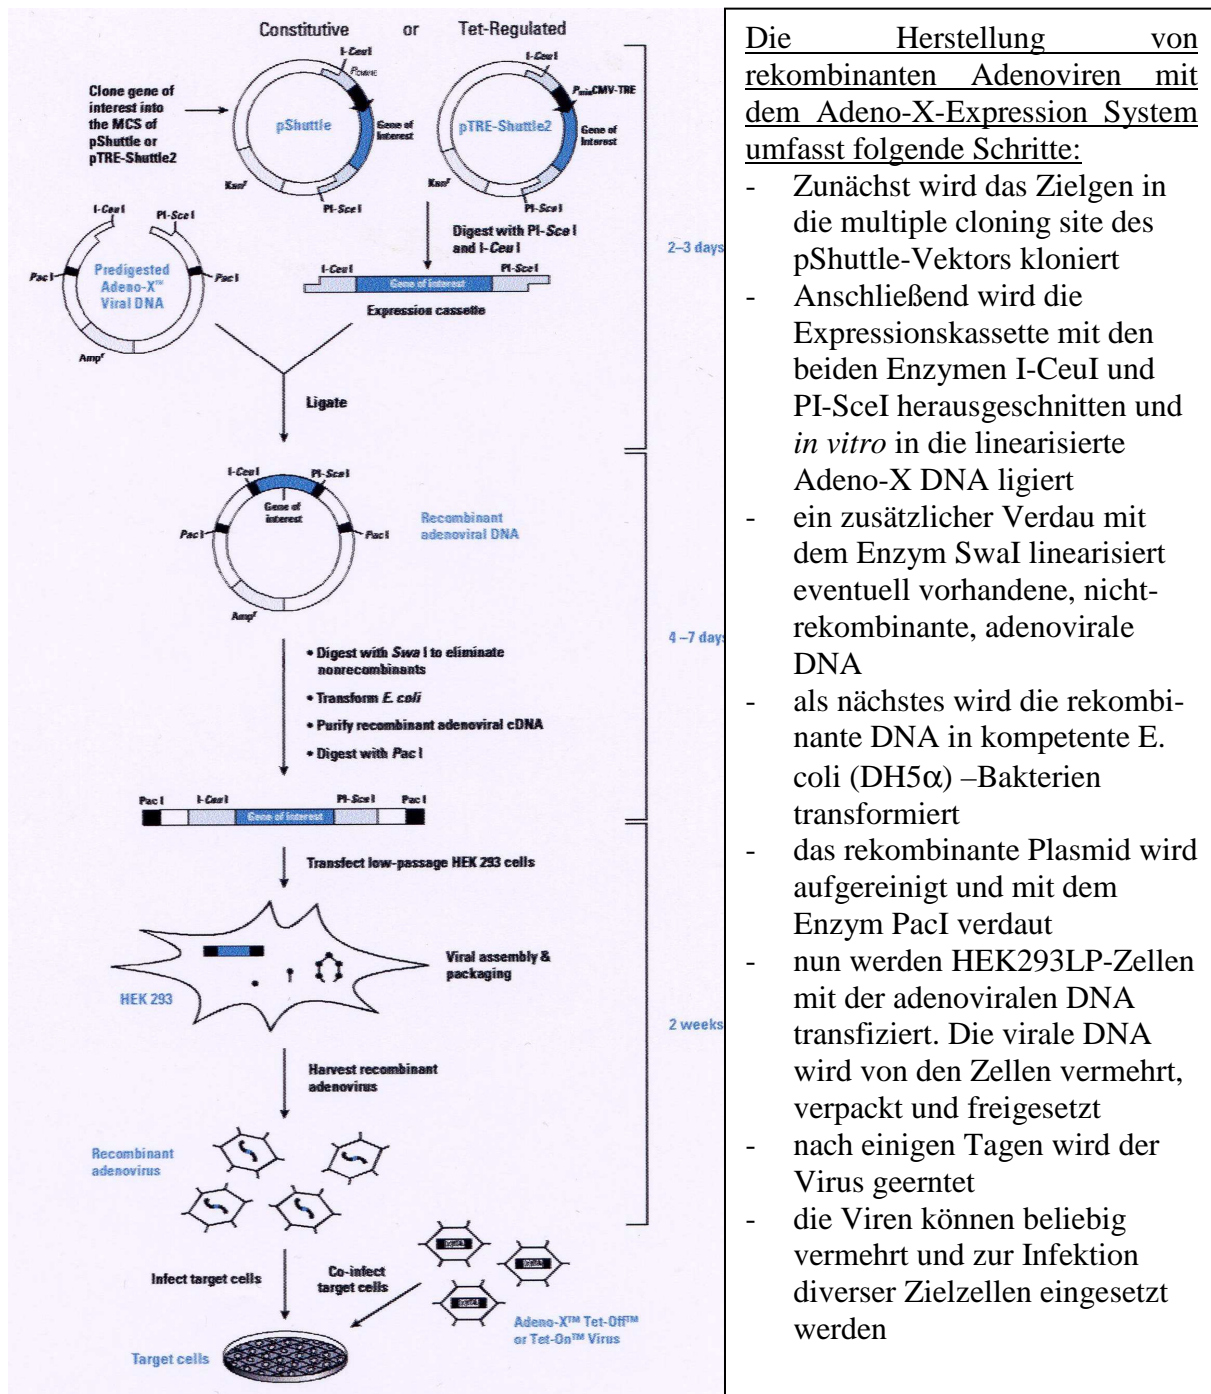 Constitutive or Tet-Regulated
I-CeuI
PCMV IE
I-CeuI
PminCMV-TRE
Clone gene of
interest into
the MCS of
pShuttle or
pTRE-Shuttle2
pShuttle
Gene of
Interest
pTRE-Shuttle2
Gene of
Interest
Kanr
PI-Sce I
Kanr
PI-Sce I
I-Ceu I
PI-Sce I
Pac I
Pac I
Predigested
Adeno-X™
Viral DNA
Ampr
Digest with PI-Sce I
and I-Ceu I
I-Ceu I
PI-Sce I
Gene of interest
Expression cassette
2–3 days
Ligate
I-Ceu I
PI-Sce I
Gene of
interest
Pac I
Pac I
Ampr
Recombinant
adenoviral DNA
• Digest with Swa I to eliminate
nonrecombinants
• Transform E. coli
• Purify recombinant adenoviral cDNA
• Digest with Pac I
4 –7 days
Pac I
I-Ceu I
PI-Sce I
Pac I
Gene of interest
Transfect low-passage HEK 293 cells
HEK 293
Viral assembly &
packaging
2 weeks
Harvest recombinant
adenovirus
Recombinant
adenovirus
Infect target cells
Co-infect
target cells
Adeno-X™ Tet-Off™
or Tet-On™ Virus
Target cells
Die Herstellung von
rekombinanten Adenoviren mit
dem Adeno-X-Expression System
umfasst folgende Schritte:
- Zunächst wird das Zielgen in
die multiple cloning site des
pShuttle-Vektors kloniert
- Anschließend wird die
Expressionskassette mit den
beiden Enzymen I-CeuI und
PI-SceI herausgeschnitten und
in vitro in die linearisierte
Adeno-X DNA ligiert
- ein zusätzlicher Verdau mit
dem Enzym SwaI linearisiert
eventuell vorhandene, nicht-
rekombinante, adenovirale
DNA
- als nächstes wird die rekombi-
nante DNA in kompetente E.
coli (DH5α) –Bakterien
transformiert
- das rekombinante Plasmid wird
aufgereinigt und mit dem
Enzym PacI verdaut
- nun werden HEK293LP-Zellen
mit der adenoviralen DNA
transfiziert. Die virale DNA
wird von den Zellen vermehrt,
verpackt und freigesetzt
- nach einigen Tagen wird der
Virus geerntet
- die Viren können beliebig
vermehrt und zur Infektion
diverser Zielzellen eingesetzt
werden